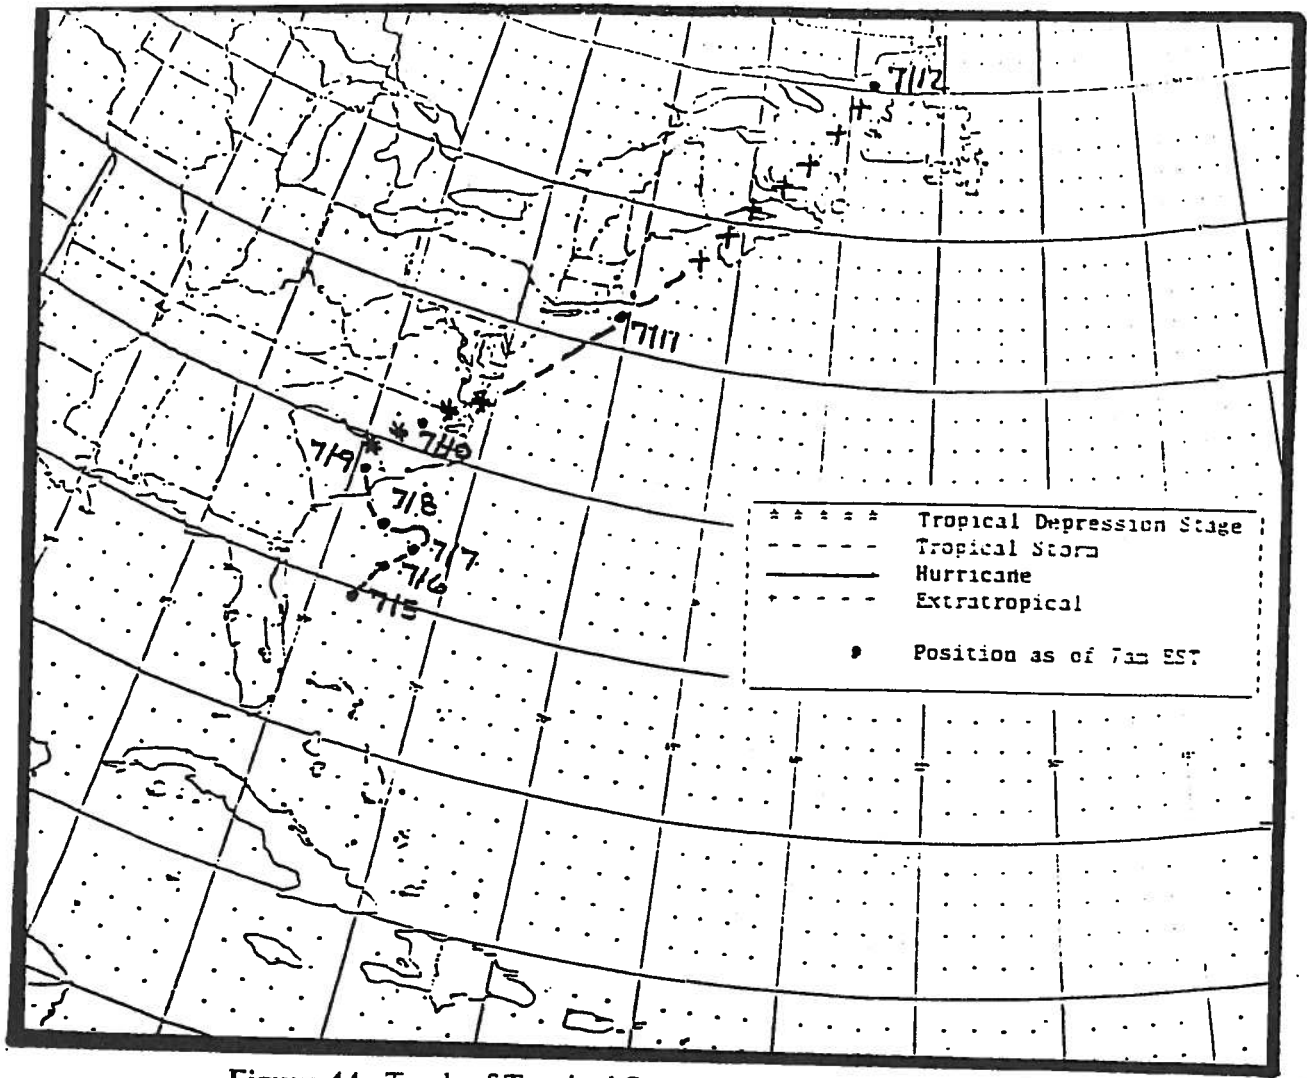 7/12
7/11
7/10
7/9
7/8
7/7
7/6
7/5
Tropical Depression Stage
Tropical Storm
Hurricane
Extratropical
Position as of 7am EST